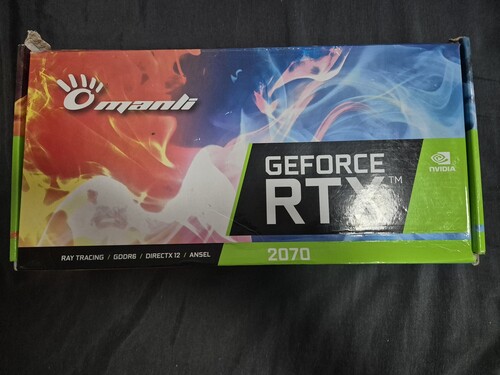 manli
GEFORCE
RTX™
NVIDIA
RAY TRACING / GDDR6 / DIRECTX 12 / ANSEL
2070